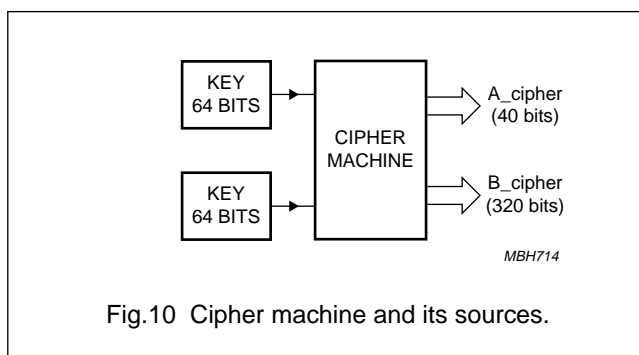 KEY
64 BITS
KEY
64 BITS
CIPHER
MACHINE
A_cipher
(40 bits)
B_cipher
(320 bits)
MBH714
Fig.10 Cipher machine and its sources.